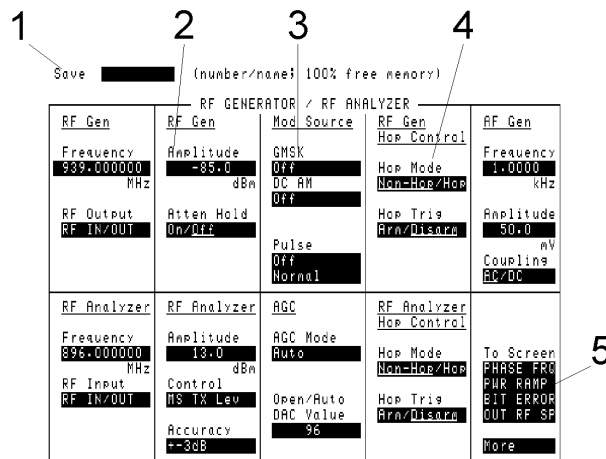 1 2 3 4
Save (number/name; 100% free memory)
RF GENERATOR / RF ANALYZER
RF Gen RF Gen Mod Source RF Gen AF Gen
Hop Control
Frequency Amplitude GMSK Hop Mode Frequency
939.000000 -85.0 Off Non-Hop/Hop 1.0000
MHz dBm DC AM kHz
Off
RF Output Atten Hold Hop Trig Amplitude
RF IN/OUT On/Off Arm/Disarm 50.0
Pulse mV
Off Coupling
Normal AC/DC
RF Analyzer RF Analyzer AGC RF Analyzer
Hop Control
Frequency Amplitude AGC Mode Hop Mode To Screen
896.000000 13.0 Auto Non-Hop/Hop PHASE FRQ
MHz dBm PWR RAMP 5
RF Input Control Open/Auto Hop Trig BIT ERROR
RF IN/OUT MS TX Lev DAC Value Arm/Disarm OUT RF SP
96
Accuracy
+-3dB More